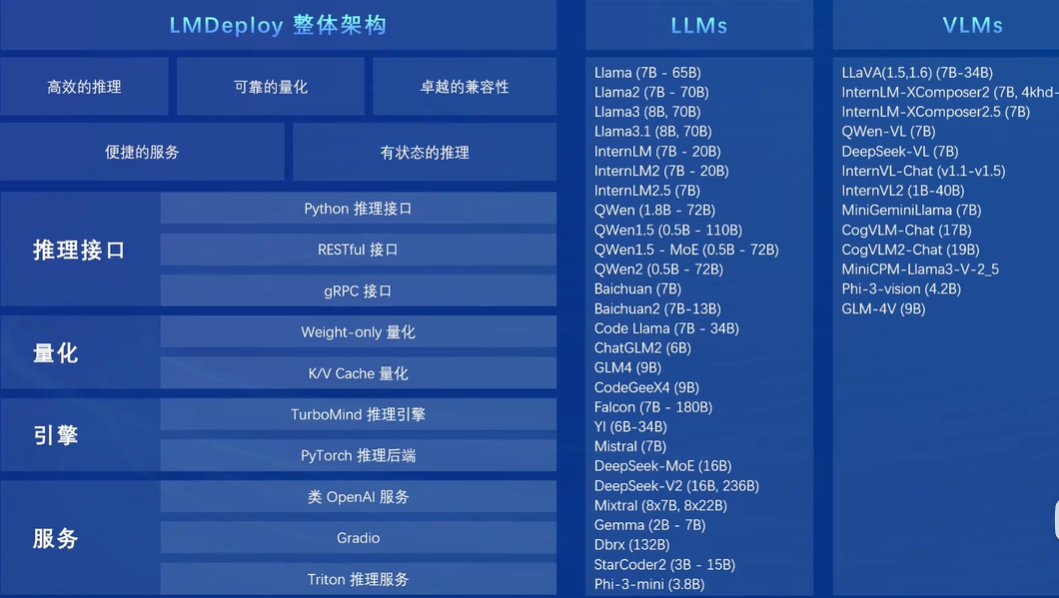 LMDeploy 整体架构
高效的推理
可靠的量化
卓越的兼容性
便捷的服务
有状态的推理
推理接口
Python 推理接口
RESTful 接口
gRPC 接口
量化
Weight-only 量化
K/V Cache 量化
引擎
TurboMind 推理引擎
PyTorch 推理后端
服务
类 OpenAI 服务
Gradio
Triton 推理服务
LLMs
Llama (7B - 65B)
Llama2 (7B - 70B)
Llama3 (8B, 70B)
Llama3.1 (8B, 70B)
InternLM (7B - 20B)
InternLM2 (7B - 20B)
InternLM2.5 (7B)
QWen (1.8B - 72B)
QWen1.5 (0.5B - 110B)
QWen1.5 - MoE (0.5B - 72B)
QWen2 (0.5B - 72B)
Baichuan (7B)
Baichuan2 (7B-13B)
Code Llama (7B - 34B)
ChatGLM2 (6B)
GLM4 (9B)
CodeGeeX4 (9B)
Falcon (7B - 180B)
YI (6B-34B)
Mistral (7B)
DeepSeek-MoE (16B)
DeepSeek-V2 (16B, 236B)
Mixtral (8x7B, 8x22B)
Gemma (2B - 7B)
Dbrx (132B)
StarCoder2 (3B - 15B)
Phi-3-mini (3.8B)
VLMs
LLaVA(1.5,1.6) (7B-34B)
InternLM-XComposer2 (7B, 4khd-
InternLM-XComposer2.5 (7B)
QWen-VL (7B)
DeepSeek-VL (7B)
InternVL-Chat (v1.1-v1.5)
InternVL2 (1B-40B)
MiniGeminiLlama (7B)
CogVLM-Chat (17B)
CogVLM2-Chat (19B)
MiniCPM-Llama3-V-2_5
Phi-3-vision (4.2B)
GLM-4V (9B)